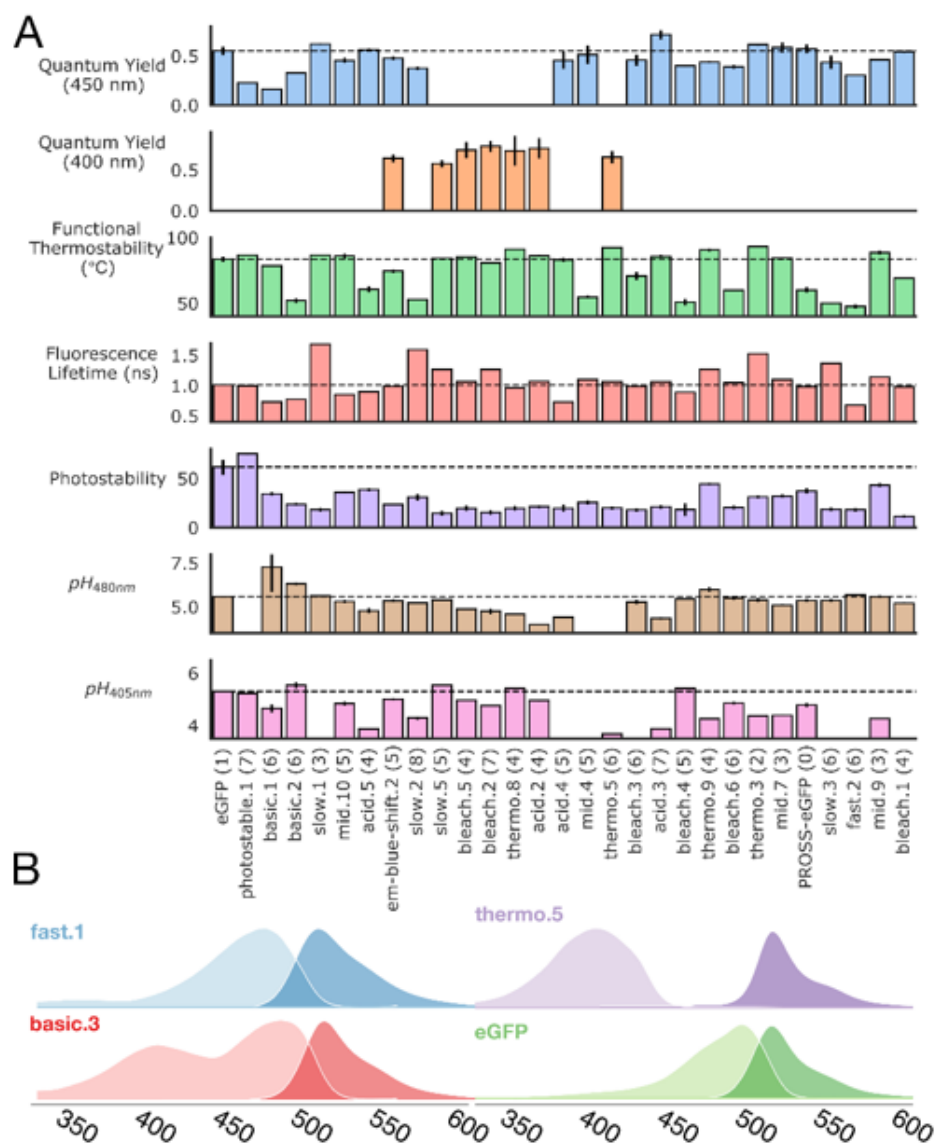 A
Quantum Yield
(450 nm)
0.5
0.0
Quantum Yield
(400 nm)
0.5
0.0
Functional
Thermostability
(°C)
100
50
Fluorescence
Lifetime (ns)
1.5
1.0
0.5
Photostability
50
0
pH480nm
7.5
5.0
pH405nm
6
4
eGFP (1)
photostable.1 (7)
basic.1 (6)
basic.2 (6)
slow.1 (3)
mid.10 (5)
acid.5 (4)
em-blue-shift.2 (5)
slow.2 (8)
slow.5 (5)
bleach.5 (4)
bleach.2 (7)
thermo.8 (4)
acid.2 (4)
acid.4 (5)
mid.4 (5)
thermo.5 (6)
bleach.3 (6)
acid.3 (7)
bleach.4 (5)
thermo.9 (4)
bleach.6 (6)
thermo.3 (2)
mid.7 (3)
PROSS-eGFP (0)
slow.3 (6)
fast.2 (6)
mid.9 (3)
bleach.1 (4)
B
fast.1
thermo.5
basic.3
eGFP
350 400 450 500 550 600 350 400 450 500 550 600